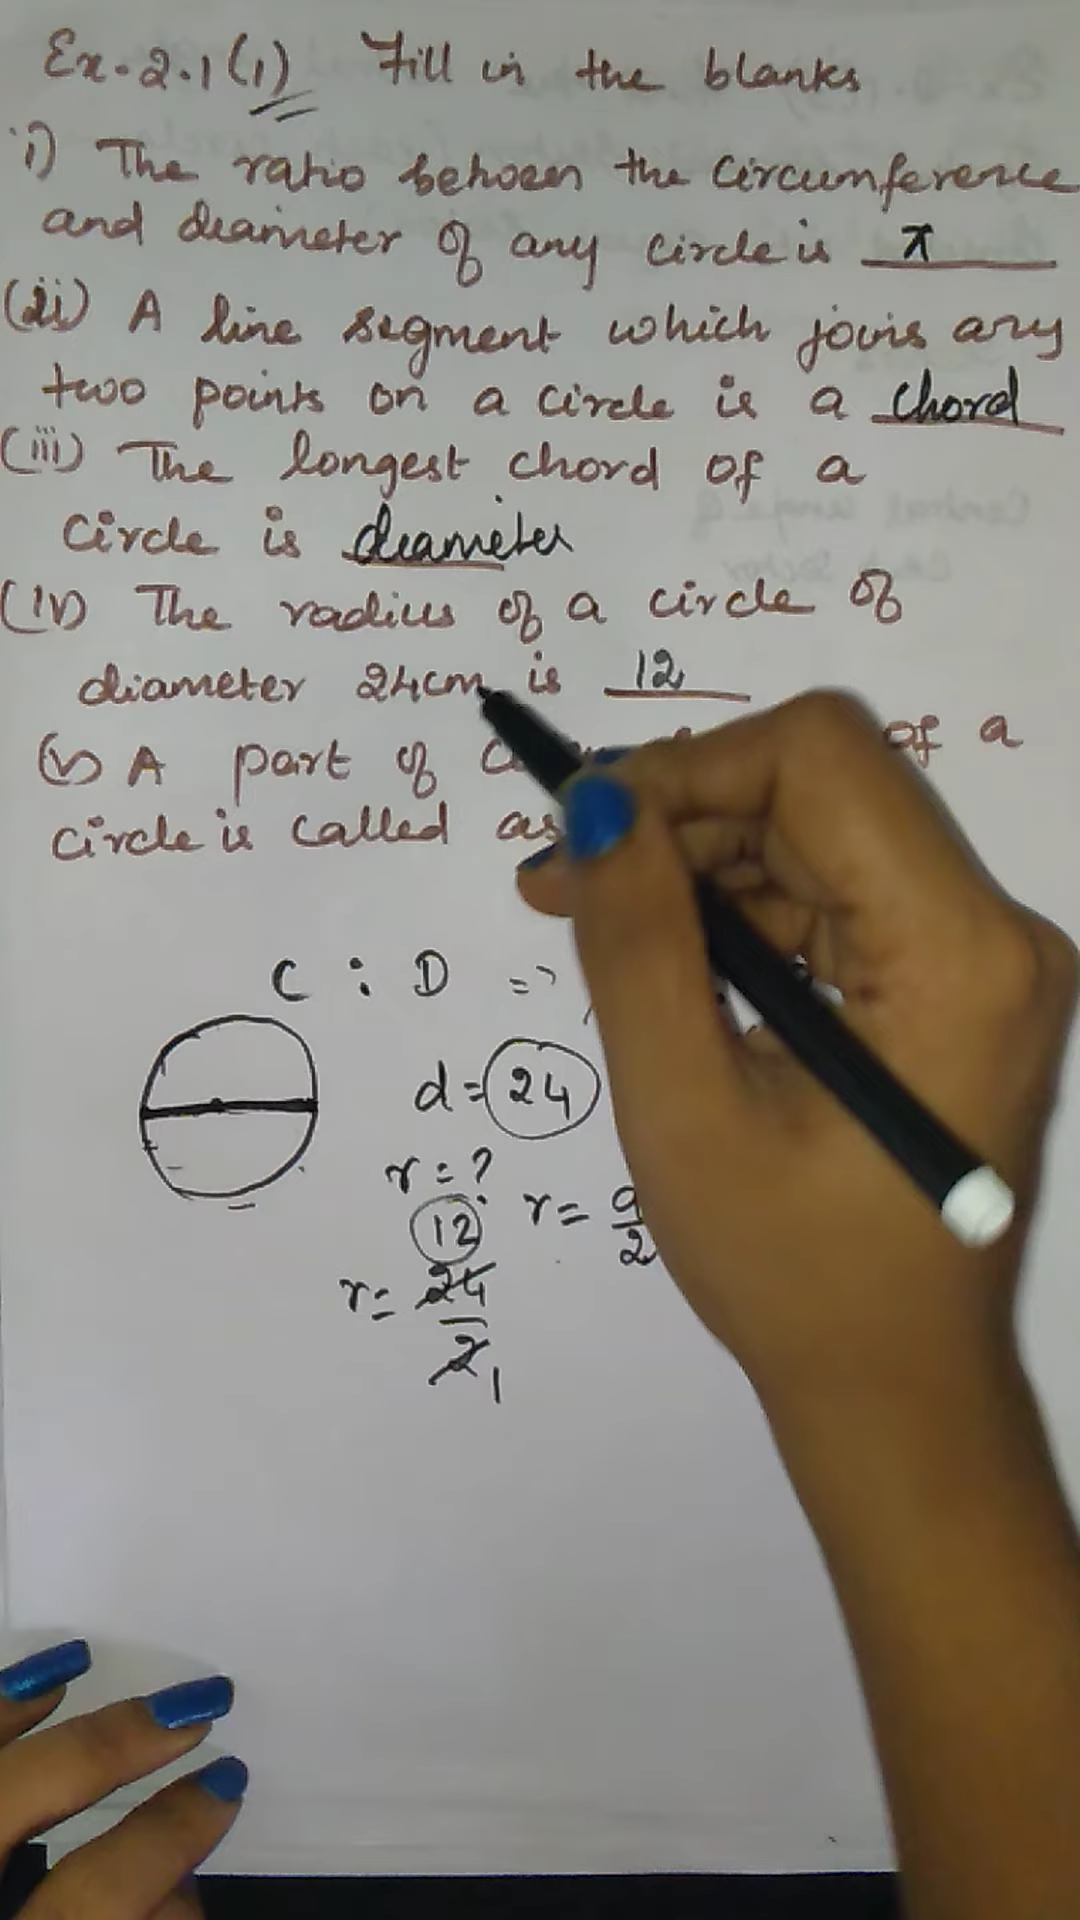 Ex-2.1(1) Fill in the blanks
i) The ratio between the circumference
and diameter of any circle is π
(ii) A line segment which joins any
two points on a circle is a chord
(iii) The longest chord of a
circle is diameter
(iv) The radius of a circle of
diameter 24cm is 12
(v) A part of of a
circle is called as
C : D = ?
d = 24
r = ?
12 r = 2
r = 24
2 1